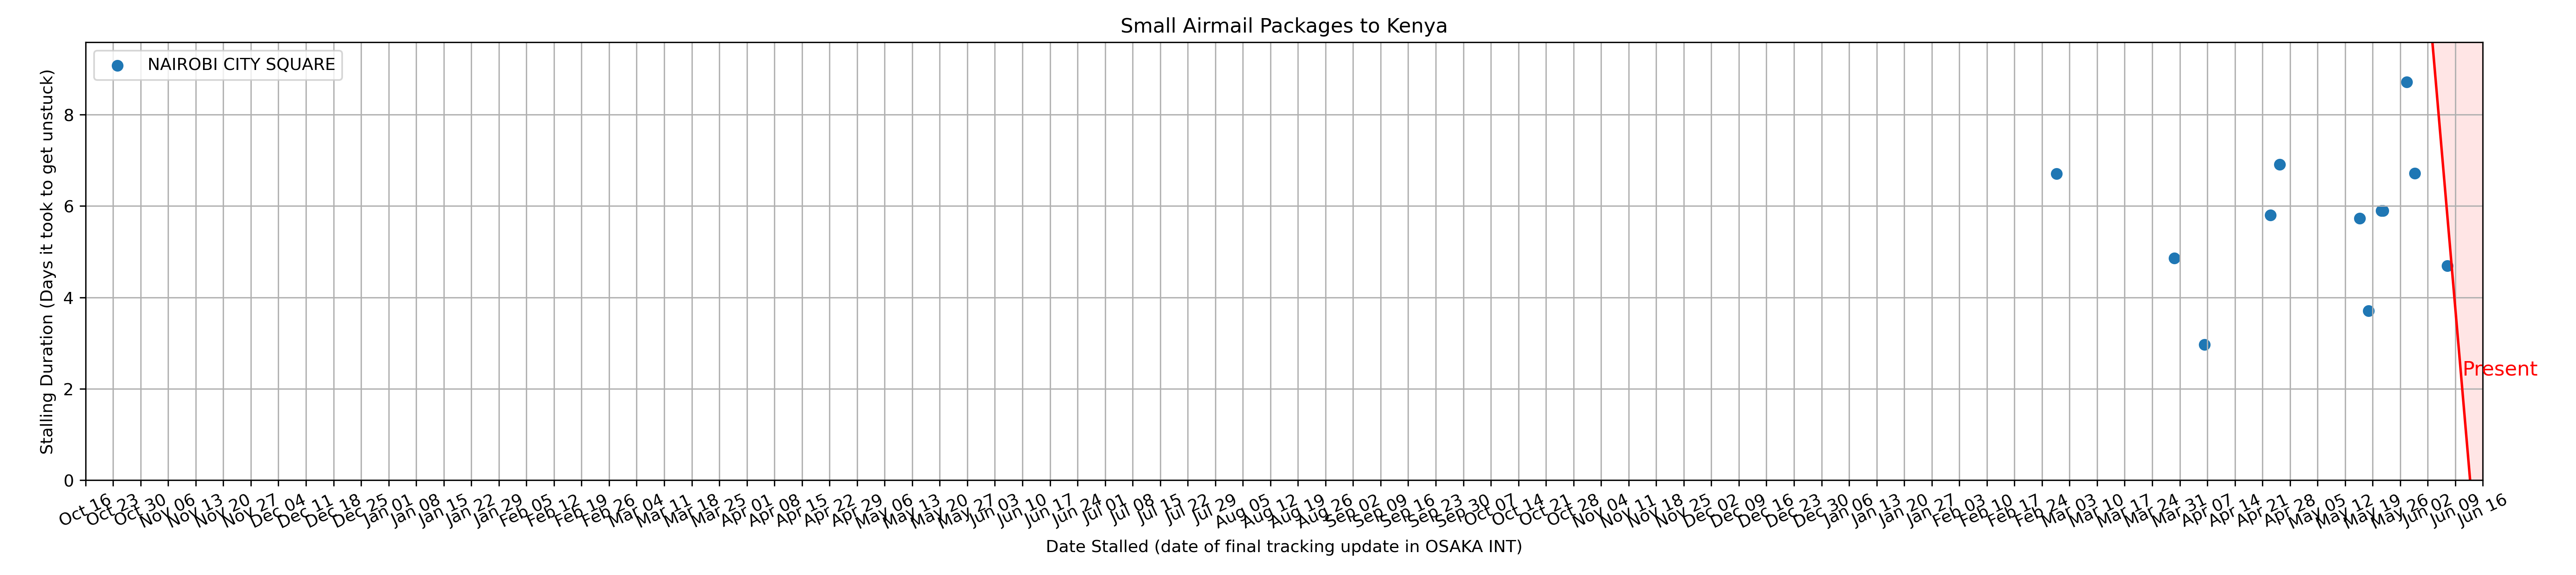 Small Airmail Packages to Kenya
NAIROBI CITY SQUARE
Stalling Duration (Days it took to get unstuck)
8
6
4
2
0
Present
Oct 16 Oct 23 Oct 30 Nov 06 Nov 13 Nov 20 Nov 27 Dec 04 Dec 11 Dec 18 Dec 25 Jan 01 Jan 08 Jan 15 Jan 22 Jan 29 Feb 05 Feb 12 Feb 19 Feb 26 Mar 04 Mar 11 Mar 18 Mar 25 Apr 01 Apr 08 Apr 15 Apr 22 Apr 29 May 06 May 13 May 20 May 27 Jun 03 Jun 10 Jun 17 Jun 24 Jul 01 Jul 08 Jul 15 Jul 22 Jul 29 Aug 05 Aug 12 Aug 19 Aug 26 Sep 02 Sep 09 Sep 16 Sep 23 Sep 30 Oct 07 Oct 14 Oct 21 Oct 28 Nov 04 Nov 11 Nov 18 Nov 25 Dec 02 Dec 09 Dec 16 Dec 23 Dec 30 Jan 06 Jan 13 Jan 20 Jan 27 Feb 03 Feb 10 Feb 17 Feb 24 Mar 03 Mar 10 Mar 17 Mar 24 Mar 31 Apr 07 Apr 14 Apr 21 Apr 28 May 05 May 12 May 19 May 26 Jun 02 Jun 09 Jun 16
Date Stalled (date of final tracking update in OSAKA INT)